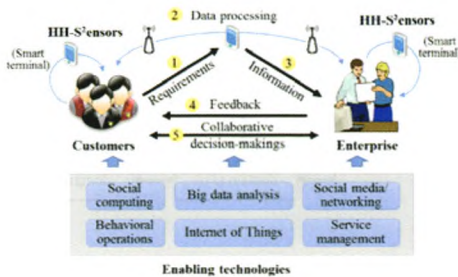 HH-S²ensors
2 Data processing
HH-S²ensors
(Smart
terminal)
(Smart
terminal)
1
Requirements
3
Information
4 Feedback
5 Collaborative
decision-makings
Customers
Enterprise
Social
computing
Big data analysis
Social media/
networking
Behavioral
operations
Internet of Things
Service
management
Enabling technologies